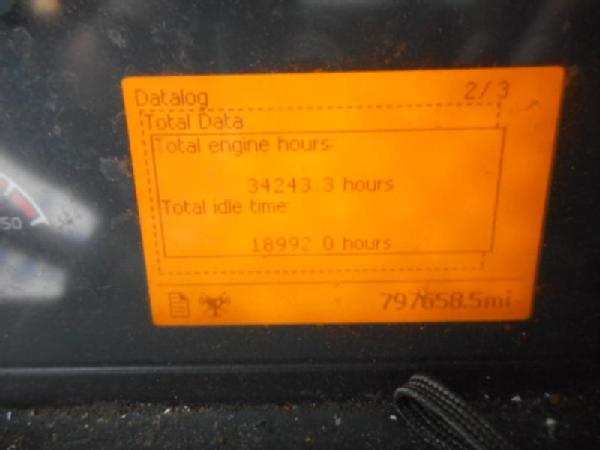 Datalog 2/3
Total Data
Total engine hours:
34243.3 hours
Total idle time:
18992.0 hours
797658.5mi
50